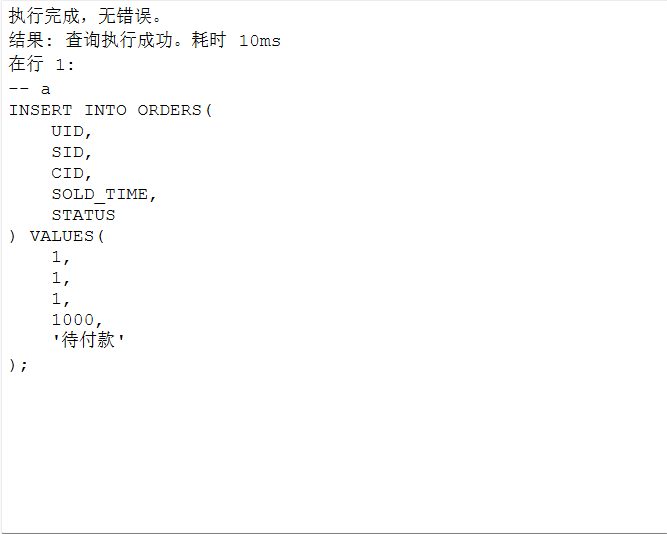 执行完成，无错误。
结果: 查询执行成功。耗时 10ms
在行 1:
-- a
INSERT INTO ORDERS(
    UID,
    SID,
    CID,
    SOLD_TIME,
    STATUS
) VALUES(
    1,
    1,
    1,
    1000,
    '待付款'
);